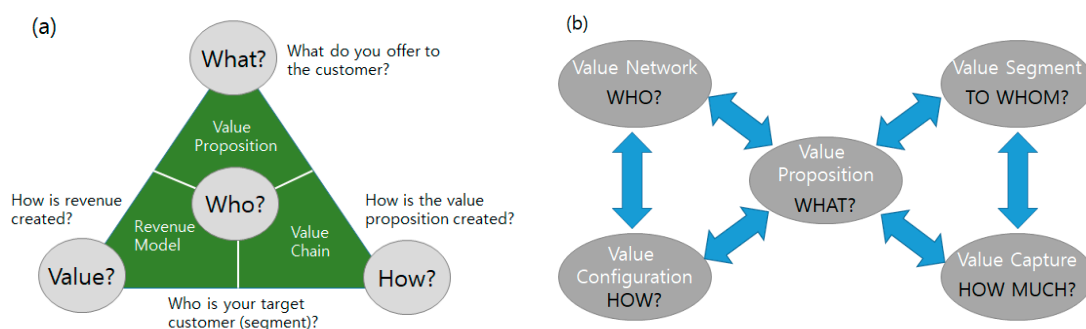 (a)
What?
What do you offer to
the customer?
Value
Proposition
How is revenue
created?
Who?
How is the value
proposition created?
Revenue
Model
Value
Chain
Value?
How?
Who is your target
customer (segment)?
(b)
Value Network
WHO?
Value Segment
TO WHOM?
Value
Proposition
WHAT?
Value
Configuration
HOW?
Value Capture
HOW MUCH?